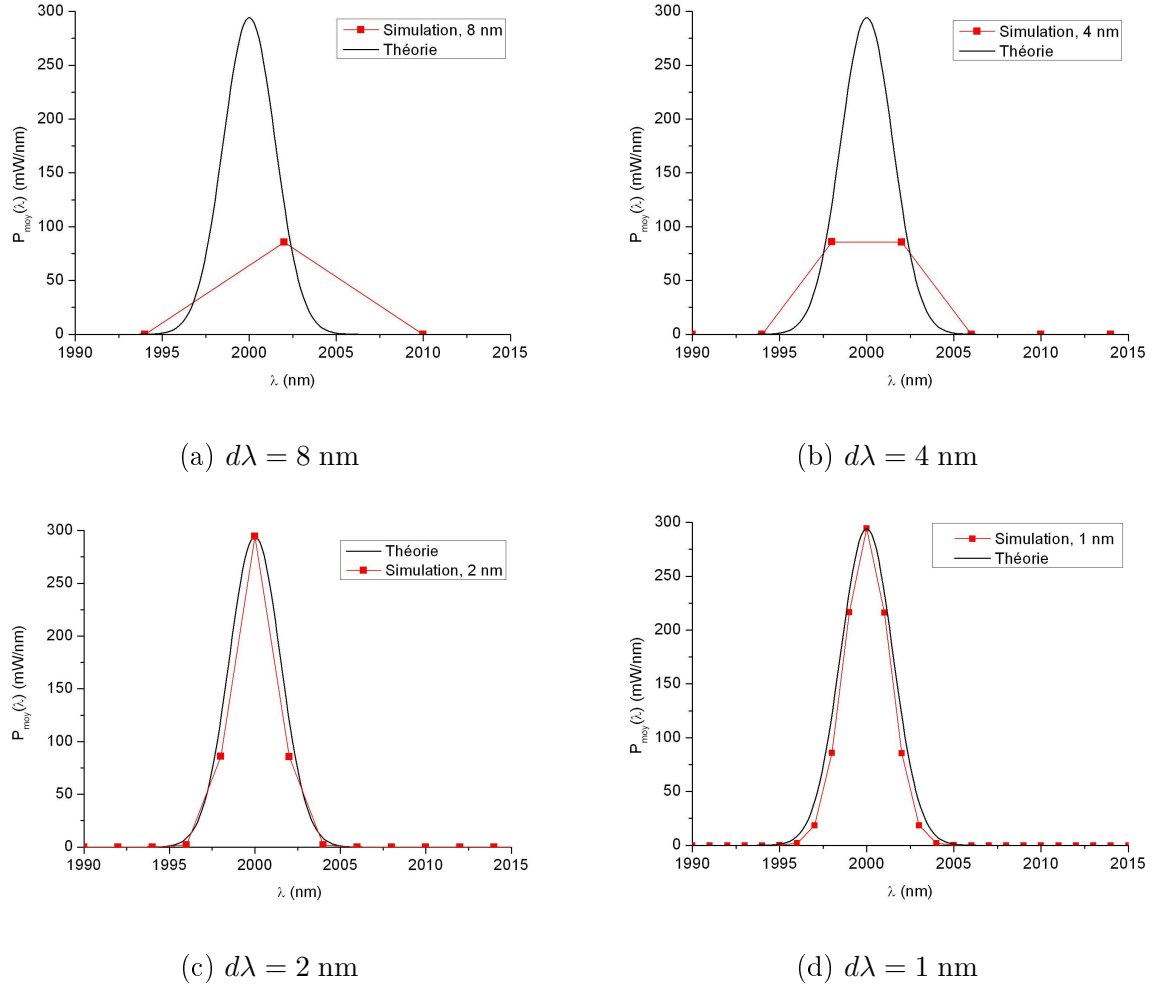 300
250
200
150
100
50
0
P_moy(λ) (mW/nm)
Simulation, 8 nm
Théorie
1990 1995 2000 2005 2010 2015
λ (nm)
(a) dλ = 8 nm
300
250
200
150
100
50
0
P_moy(λ) (mW/nm)
Simulation, 4 nm
Théorie
1990 1995 2000 2005 2010 2015
λ (nm)
(b) dλ = 4 nm
300
250
200
150
100
50
0
P_moy(λ) (mW/nm)
Théorie
Simulation, 2 nm
1990 1995 2000 2005 2010 2015
λ (nm)
(c) dλ = 2 nm
300
250
200
150
100
50
0
P_moy(λ) (mW/nm)
Simulation, 1 nm
Théorie
1990 1995 2000 2005 2010 2015
λ (nm)
(d) dλ = 1 nm